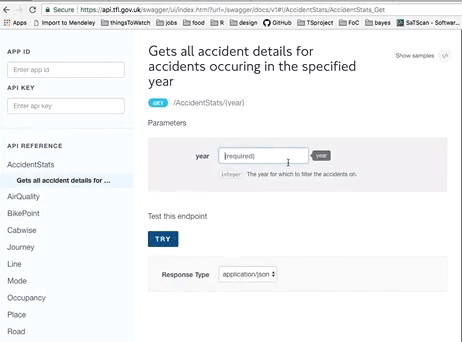 Secure
https://api.tfl.gov.uk/swagger/ui/index.html?url=/swagger/docs/v1#!/AccidentStats/AccidentStats_Get
Apps
Import to Mendeley
thingsToWatch
jobs
food
R
design
GitHub
TSproject
FoC
bayes
SaTScan - Softwar...
APP ID
Enter app id
API KEY
Enter api key
API REFERENCE
AccidentStats
Gets all accident details for ...
AirQuality
BikePoint
Cabwise
Journey
Line
Mode
Occupancy
Place
Road
Gets all accident details for
accidents occuring in the specified
year
Show samples </>
GET /AccidentStats/{year}
Parameters
year (required) year
integer The year for which to filter the accidents on.
Test this endpoint
TRY
Response Type application/json